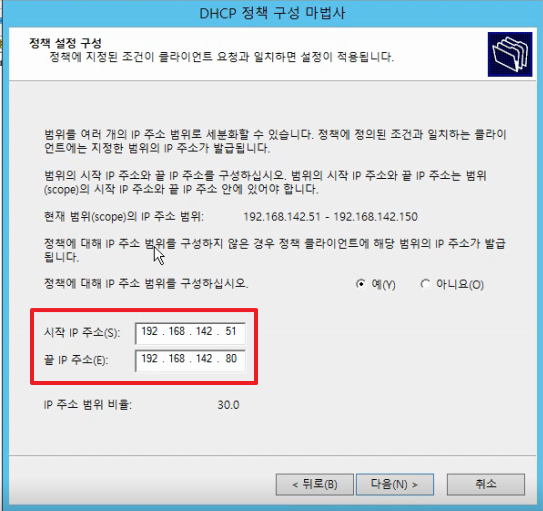 DHCP 정책 구성 마법사
정책 설정 구성
정책에 지정된 조건이 클라이언트 요청과 일치하면 설정이 적용됩니다.
범위를 여러 개의 IP 주소 범위로 세분화할 수 있습니다. 정책에 정의된 조건과 일치하는 클라이
언트에는 지정한 범위의 IP 주소가 발급됩니다.
범위의 시작 IP 주소와 끝 IP 주소를 구성하십시오. 범위의 시작 IP 주소와 끝 IP 주소는 범위
(scope)의 시작 IP 주소와 끝 IP 주소 안에 있어야 합니다.
현재 범위(scope)의 IP 주소 범위: 192.168.142.51 - 192.168.142.150
정책에 대해 IP 주소 범위를 구성하지 않은 경우 정책 클라이언트에 해당 범위의 IP 주소가 발급
됩니다.
정책에 대해 IP 주소 범위를 구성하십시오. 예(Y) 아니요(O)
시작 IP 주소(S): 192 . 168 . 142 . 51
끝 IP 주소(E): 192 . 168 . 142 . 80
IP 주소 범위 비율: 30.0
< 뒤로(B) 다음(N) > 취소